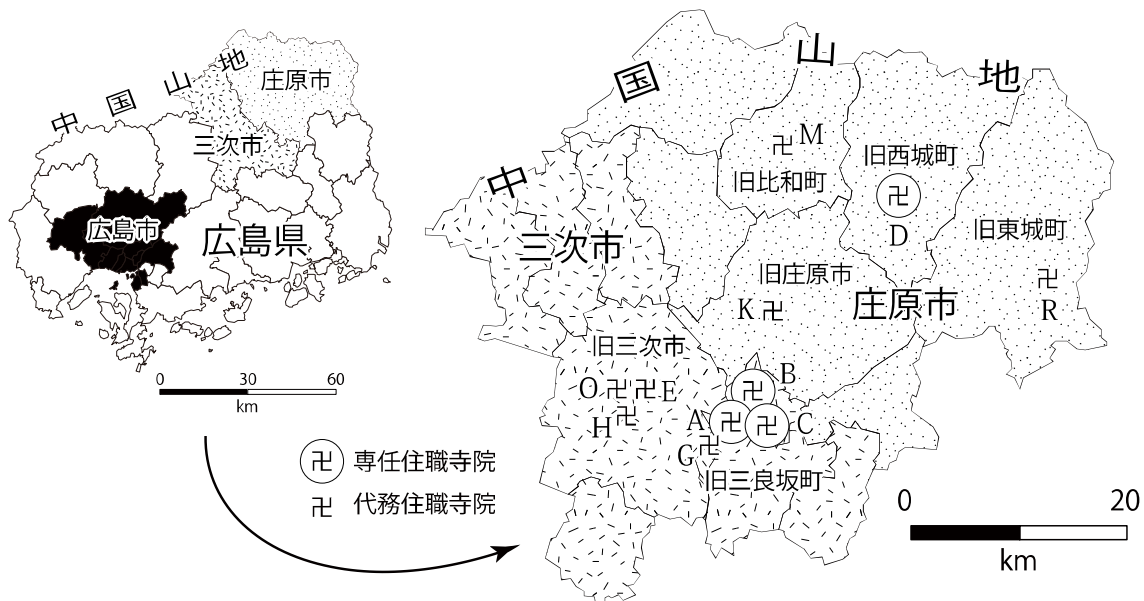 中国山地
庄原市
三次市
広島市
広島県
0 30 60
km
卍 専任住職寺院
卍 代務住職寺院
中国山地
卍 M
旧比和町
旧西城町
卍
D
旧東城町
卍
R
三次市
旧庄原市
K 卍
庄原市
旧三次市
O 卍 卍 E
H 卍
卍 B
A 卍 卍 C
G 卍
旧三良坂町
0 20
km